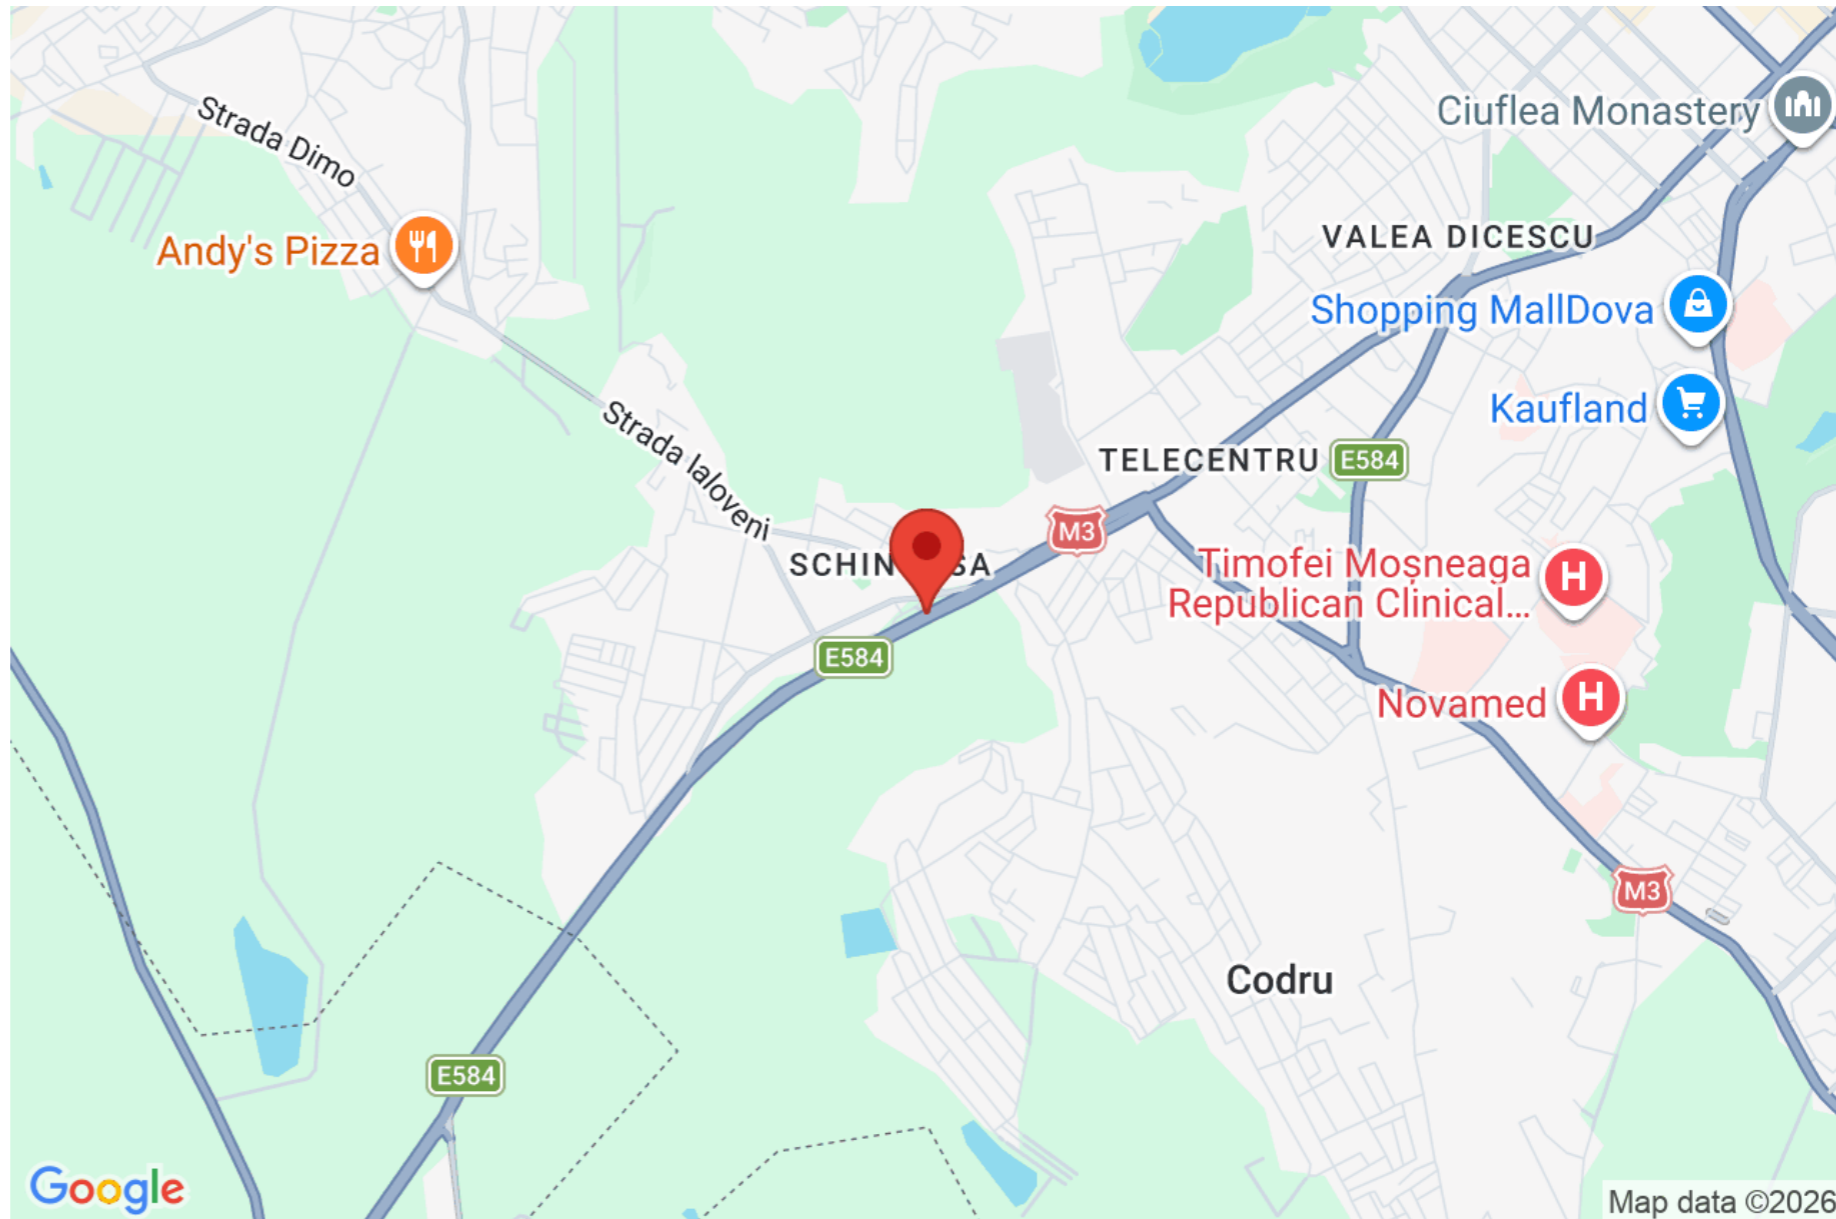 Ciuflea Monastery
Strada Dimo
VALEA DICESCU
Andy's Pizza
Shopping MallDova
Kaufland
Strada Ialoveni
TELECENTRU
E584
M3
SCHIN SA
Timofei Moșneaga
Republican Clinical...
H
E584
Novamed
H
M3
Codru
E584
Google
Map data ©2026